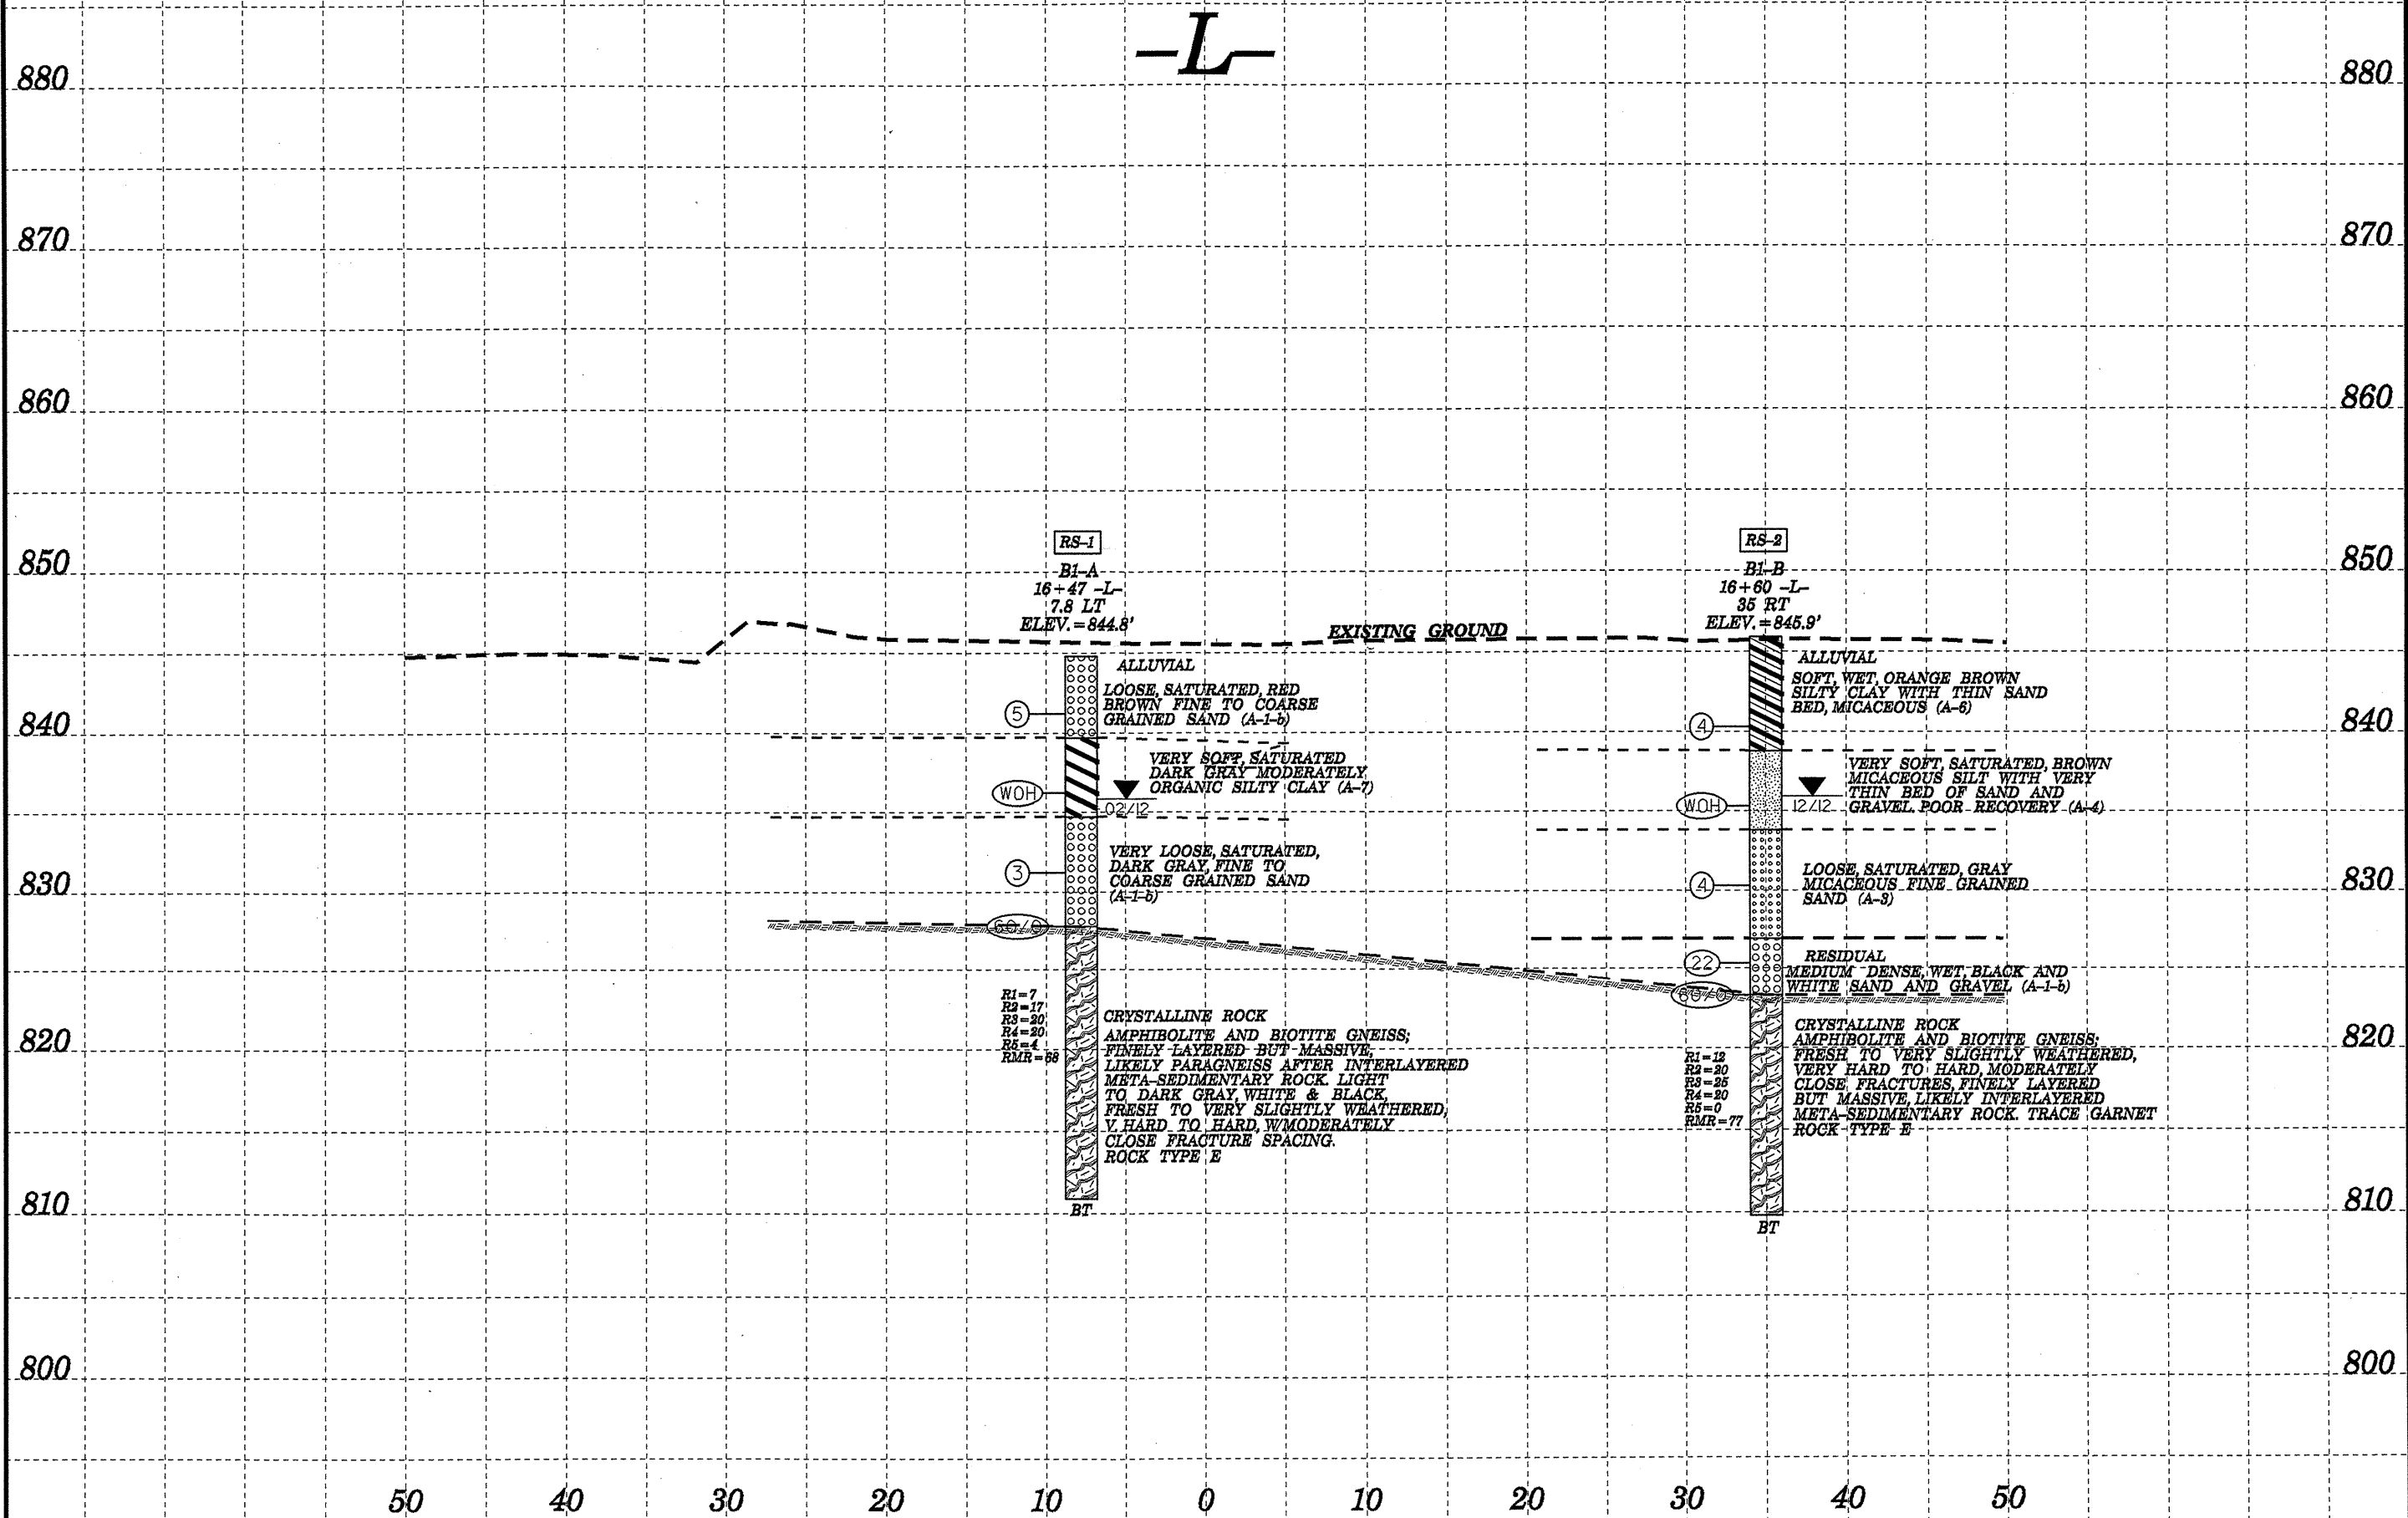 -L-
880 880
870 870
860 860
850 850
RS-1
B1-A
16+47 -L-
7.8 LT
ELEV.=844.8'
RS-2
B1-B
16+60 -L-
35 RT
ELEV.=845.9'
EXISTING GROUND
ALLUVIAL
LOOSE, SATURATED, RED
BROWN FINE TO COARSE
GRAINED SAND (A-1-b)
5
ALLUVIAL
SOFT, WET, ORANGE BROWN
SILTY CLAY WITH THIN SAND
BED, MICACEOUS (A-6)
4
840 840
VERY SOFT, SATURATED
DARK GRAY MODERATELY
ORGANIC SILTY CLAY (A-7)
WOH
02/12
VERY SOFT, SATURATED, BROWN
MICACEOUS SILT WITH VERY
THIN BED OF SAND AND
GRAVEL. POOR RECOVERY (A-4)
WOH
12/12
VERY LOOSE, SATURATED,
DARK GRAY, FINE TO
COARSE GRAINED SAND
(A-1-b)
3
LOOSE, SATURATED, GRAY
MICACEOUS FINE GRAINED
SAND (A-3)
4
830 830
60/0
22
RESIDUAL
MEDIUM DENSE, WET, BLACK AND
WHITE SAND AND GRAVEL (A-1-b)
60/0
R1=7
R2=17
R3=20
R4=20
R5=4
RMR=68
CRYSTALLINE ROCK
AMPHIBOLITE AND BIOTITE GNEISS;
FINELY LAYERED BUT MASSIVE,
LIKELY PARAGNEISS AFTER INTERLAYERED
META-SEDIMENTARY ROCK. LIGHT
TO DARK GRAY, WHITE & BLACK,
FRESH TO VERY SLIGHTLY WEATHERED,
V. HARD TO HARD, W/MODERATELY
CLOSE FRACTURE SPACING.
ROCK TYPE E
R1=12
R2=20
R3=25
R4=20
R5=0
RMR=77
CRYSTALLINE ROCK
AMPHIBOLITE AND BIOTITE GNEISS;
FRESH TO VERY SLIGHTLY WEATHERED,
VERY HARD TO HARD, MODERATELY
CLOSE FRACTURES, FINELY LAYERED
BUT MASSIVE, LIKELY INTERLAYERED
META-SEDIMENTARY ROCK. TRACE GARNET
ROCK TYPE E
820 820
810 810
BT
BT
800 800
50 40 30 20 10 0 10 20 30 40 50